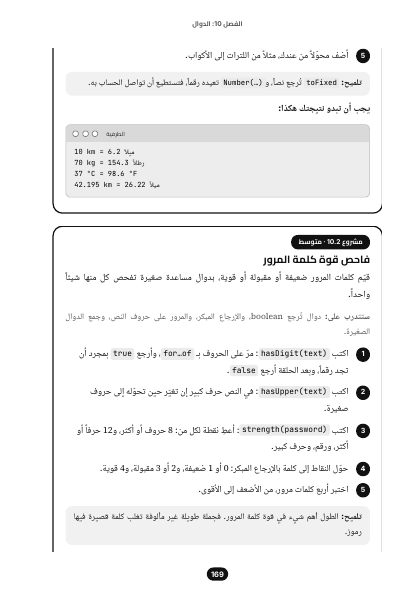 الفصل 10: الدوال
5 أضف محوّلاً من عندك، مثلاً من اللترات إلى الأكواب.
تلميح: toFixed تُرجع نصاً، و Number(…) تعيده رقماً، فتستطيع أن تواصل الحساب به.
يجب أن تبدو نتيجتك هكذا:
الطرفية
10 km = 6.2 ميلاً
70 kg = 154.3 رطلاً
37 °C = 98.6 °F
42.195 km = 26.22 ميلاً
مشروع 10.2 · متوسط
فاحص قوة كلمة المرور
قيّم كلمات المرور ضعيفة أو مقبولة أو قوية، بدوال مساعدة صغيرة تفحص كل منها شيئاً
واحداً.
ستتدرب على: دوال تُرجع boolean، والإرجاع المبكر، والمرور على حروف النص، وجمع الدوال
الصغيرة.
1 اكتب hasDigit(text) : مرّ على الحروف بـ for…of ، وأرجع true بمجرد أن
تجد رقماً، وبعد الحلقة أرجع false .
2 اكتب hasUpper(text) : في النص حرف كبير إن تغيّر حين تحوّله إلى حروف
صغيرة.
3 اكتب strength(password) : أعطِ نقطة لكل من: 8 حروف أو أكثر، و12 حرفاً أو
أكثر، ورقم، وحرف كبير.
4 حوّل النقاط إلى كلمة بالإرجاع المبكر: 0 أو 1 ضعيفة، و2 أو 3 مقبولة، و4 قوية.
5 اختبر أربع كلمات مرور، من الأضعف إلى الأقوى.
تلميح: الطول أهم شيء في قوة كلمة المرور. فجملة طويلة غير مألوفة تغلب كلمة قصيرة فيها
رموز.
169